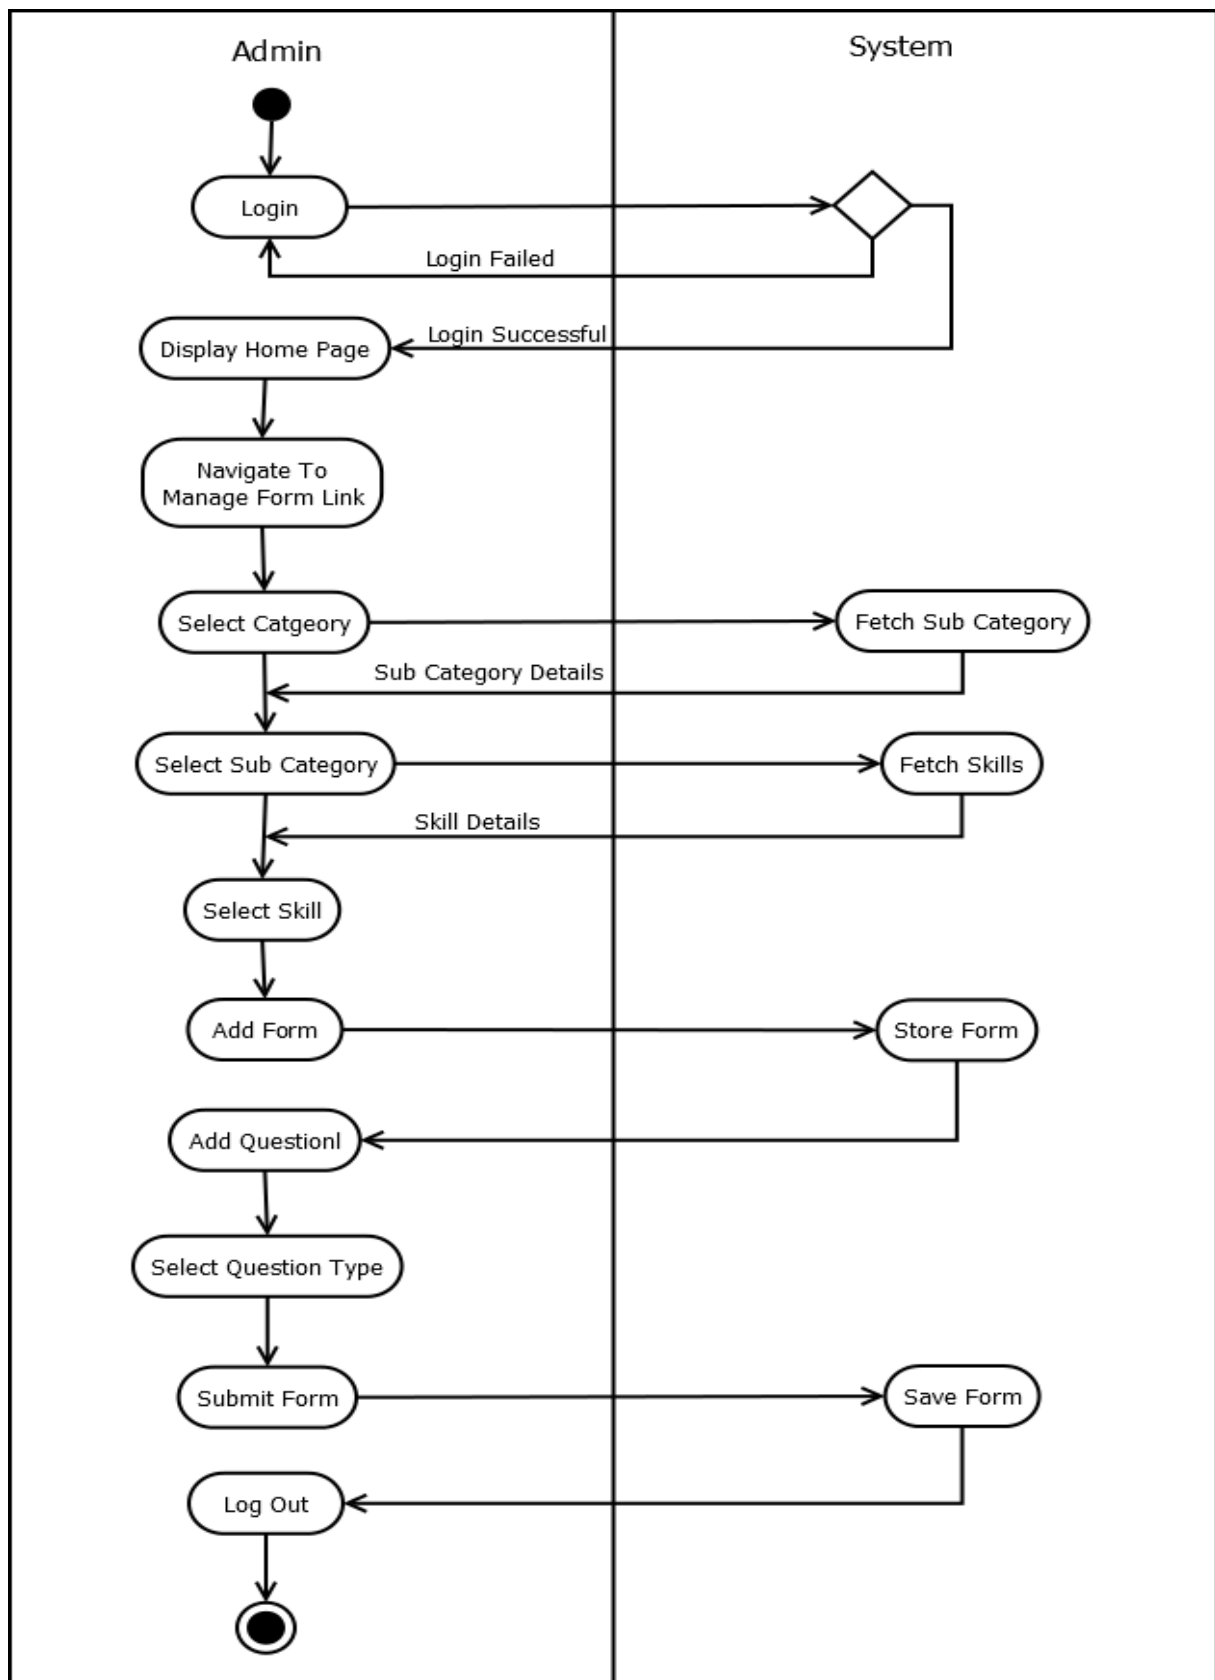 Admin
System
Login
Login Failed
Login Successful
Display Home Page
Navigate To
Manage Form Link
Select Catgeory
Fetch Sub Category
Sub Category Details
Select Sub Category
Fetch Skills
Skill Details
Select Skill
Add Form
Store Form
Add Questionl
Select Question Type
Submit Form
Save Form
Log Out